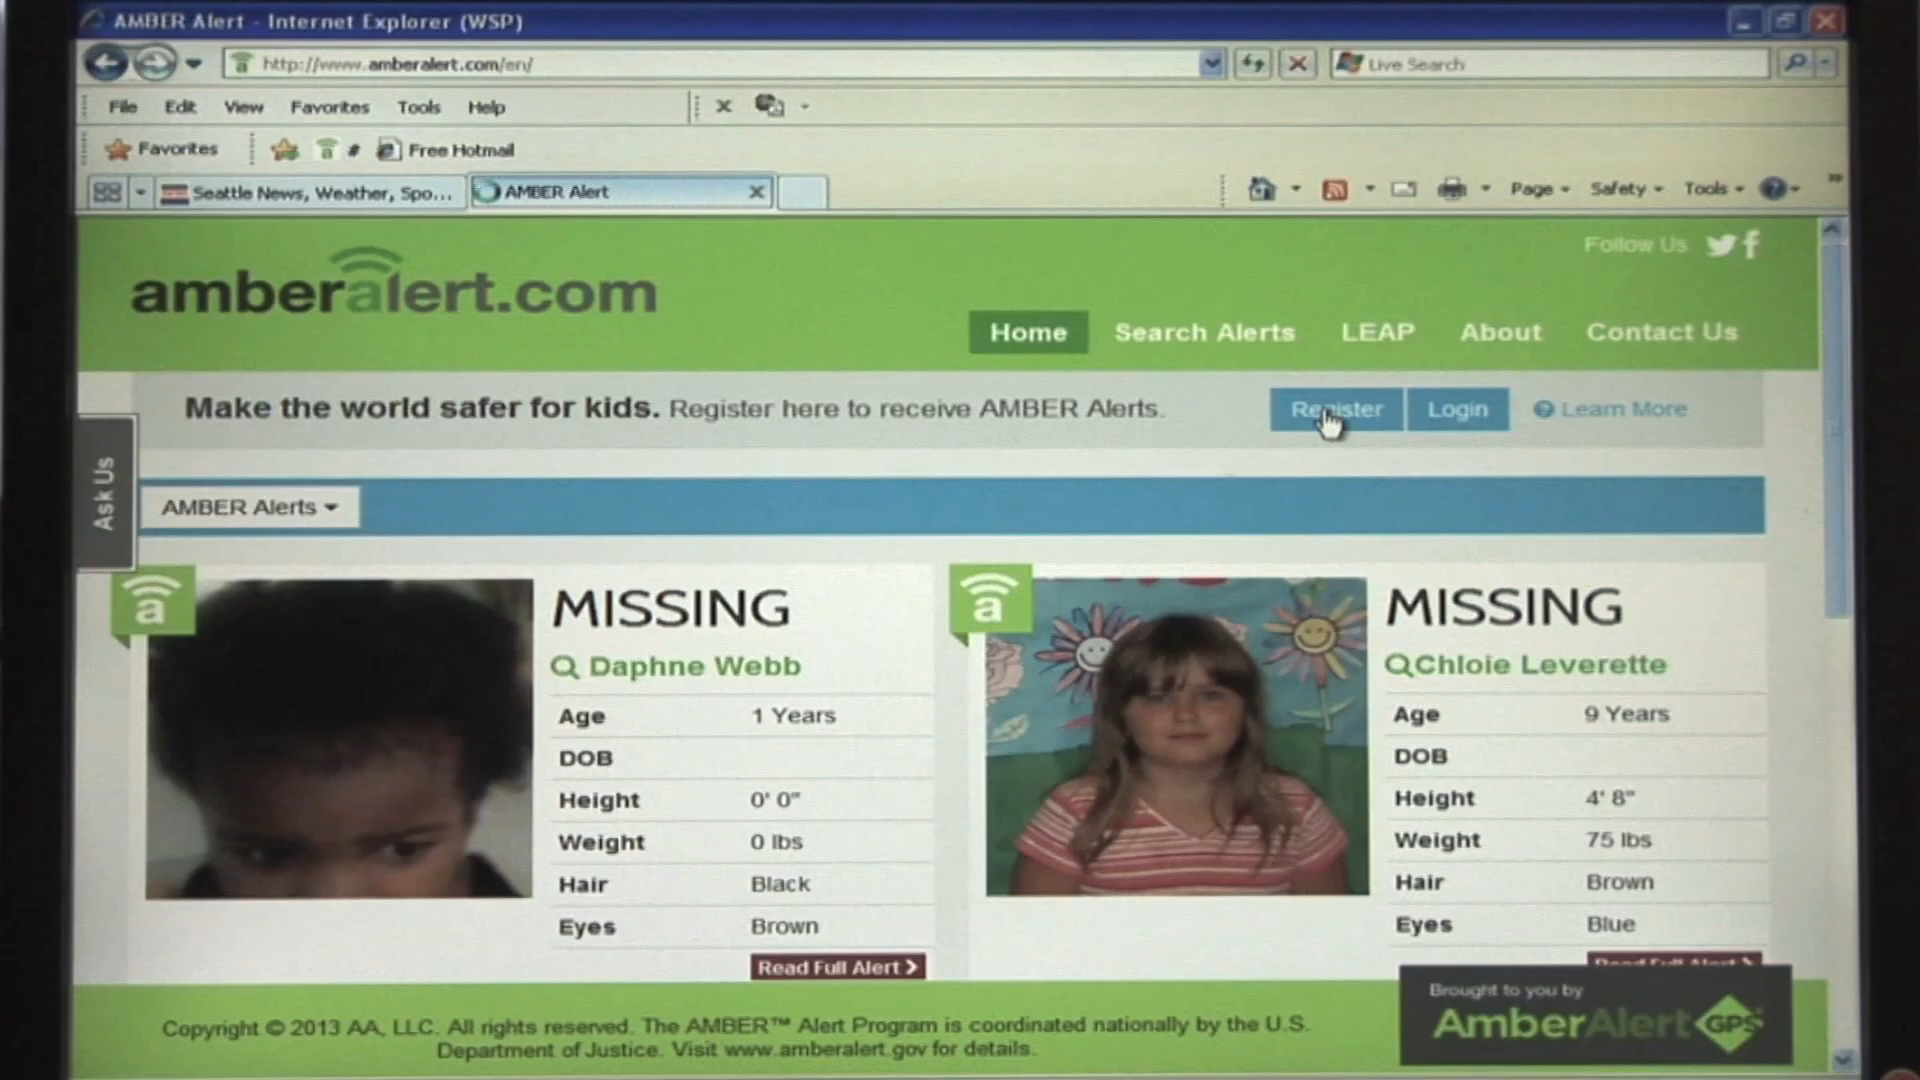 AMBER Alert - Internet Explorer (WSP)
http://www.amberalert.com/en/
Live Search
File Edit View Favorites Tools Help
Favorites
a # Free Hotmail
Seattle News, Weather, Spo...
AMBER Alert
Page Safety Tools
Follow Us
amberalert.com
Home Search Alerts LEAP About Contact Us
Make the world safer for kids. Register here to receive AMBER Alerts.
Register Login Learn More
Ask Us
AMBER Alerts
a
MISSING
Daphne Webb
Age 1 Years
DOB
Height 0' 0"
Weight 0 lbs
Hair Black
Eyes Brown
Read Full Alert
a
MISSING
Chloie Leverette
Age 9 Years
DOB
Height 4' 8"
Weight 75 lbs
Hair Brown
Eyes Blue
Read Full Alert
Copyright © 2013 AA, LLC. All rights reserved. The AMBER™ Alert Program is coordinated nationally by the U.S.
Department of Justice. Visit www.amberalert.gov for details.
Brought to you by
AmberAlert GPS